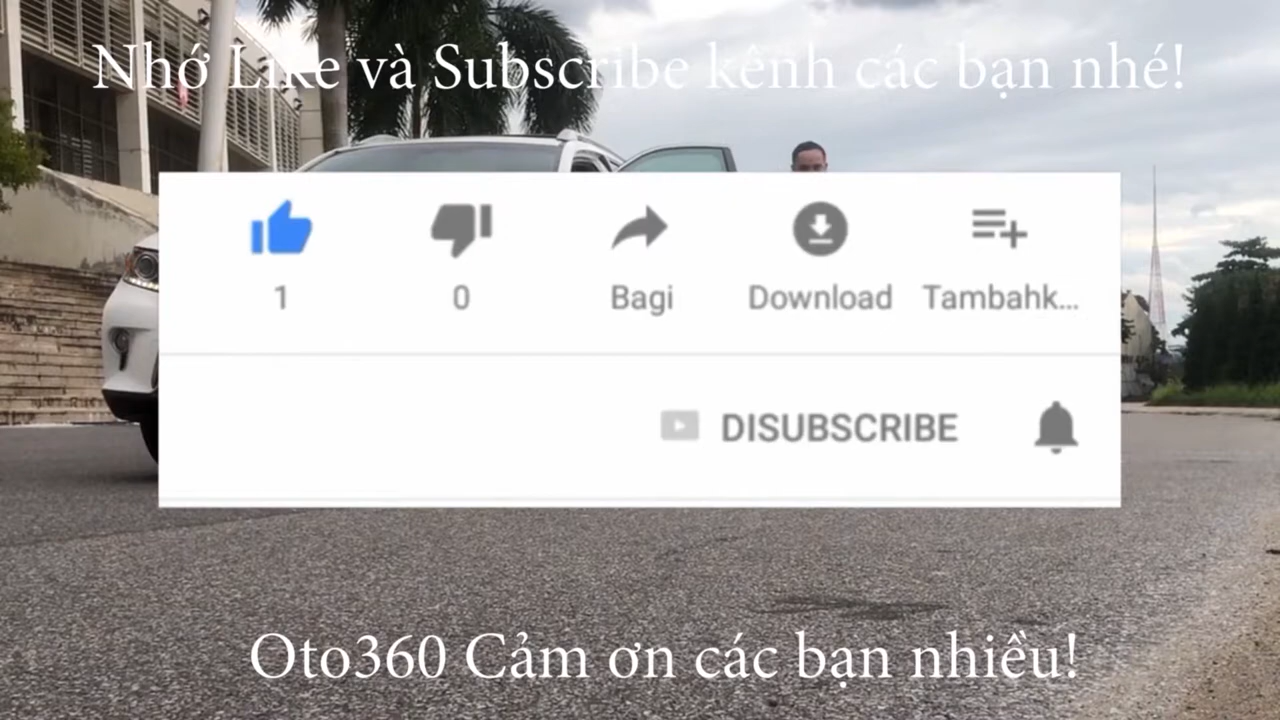 Nhớ Like và Subscribe kênh các bạn nhé!
1 0 Bagi Download Tambahk...
DISUBSCRIBE
Oto360 Cảm ơn các bạn nhiều!